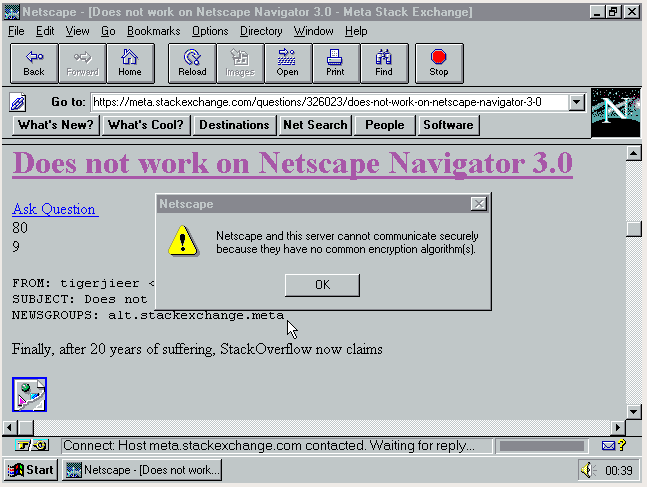 Netscape - [Does not work on Netscape Navigator 3.0 - Meta Stack Exchange]
File Edit View Go Bookmarks Options Directory Window Help
Back Forward Home Reload Images Open Print Find Stop
Go to: https://meta.stackexchange.com/questions/326023/does-not-work-on-netscape-navigator-3-0
N
What's New? What's Cool? Destinations Net Search People Software
Does not work on Netscape Navigator 3.0
Ask Question
80
9
Netscape
Netscape and this server cannot communicate securely
because they have no common encryption algorithm(s).
OK
FROM: tigerjieer <
SUBJECT: Does not
NEWSGROUPS: alt.stackexchange.meta
Finally, after 20 years of suffering, StackOverflow now claims
Connect: Host meta.stackexchange.com contacted. Waiting for reply...
Start Netscape - [Does not work... 00:39